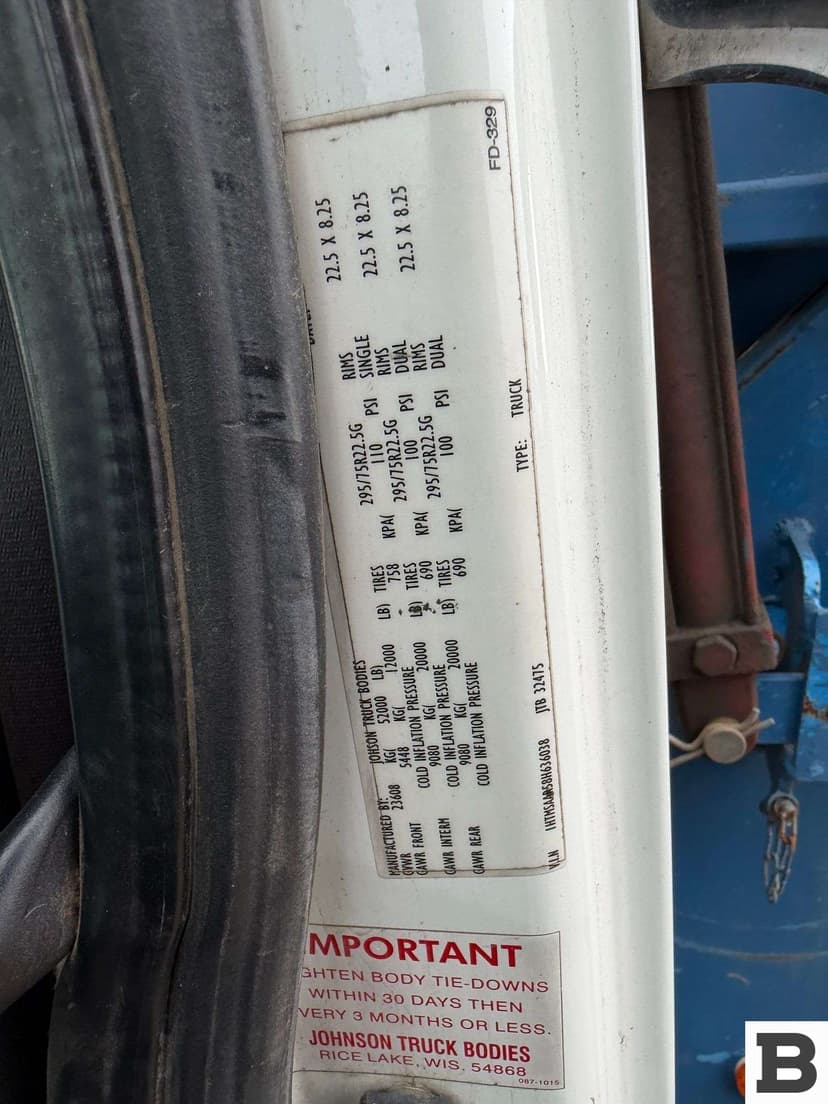 FD-329
MANUFACTURED BY: JOHSON TRUCK BODIES
GVWR 23608 KG( 52000 LB)
GAWR FRONT 5448 KG( 12000 LB) TIRES 295/75R22.5G RIMS 22.5 X 8.25
COLD INFLATION PRESSURE 758 KPA( 110 PSI SINGLE
GAWR INTERM 9080 KG( 20000 LB) TIRES 295/75R22.5G RIMS 22.5 X 8.25
COLD INFLATION PRESSURE 690 KPA( 100 PSI DUAL
GAWR REAR 9080 KG( 20000 LB) TIRES 295/75R22.5G RIMS 22.5 X 8.25
COLD INFLATION PRESSURE 690 KPA( 100 PSI DUAL
V.I.N JTB 32475 TYPE: TRUCK
MPORTANT
GHTEN BODY TIE-DOWNS
WITHIN 30 DAYS THEN
VERY 3 MONTHS OR LESS.
JOHNSON TRUCK BODIES
RICE LAKE, WIS. 54868
087-1015
B